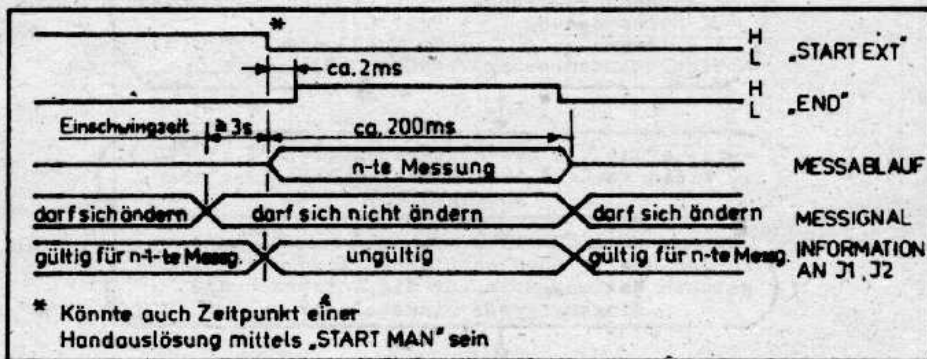 *
H
L „START EXT"
ca. 2ms
H
L „END"
Einschwingzeit ≧ 3s ca. 200ms
n-te Messung MESSABLAUF
darf sich ändern darf sich nicht ändern darf sich ändern MESSIGNAL
gültig für n-1-te Messg. ungültig gültig für n-te Messg. INFORMATION
AN J1, J2
* Könnte auch Zeitpunkt einer
Handauslösung mittels „START MAN" sein